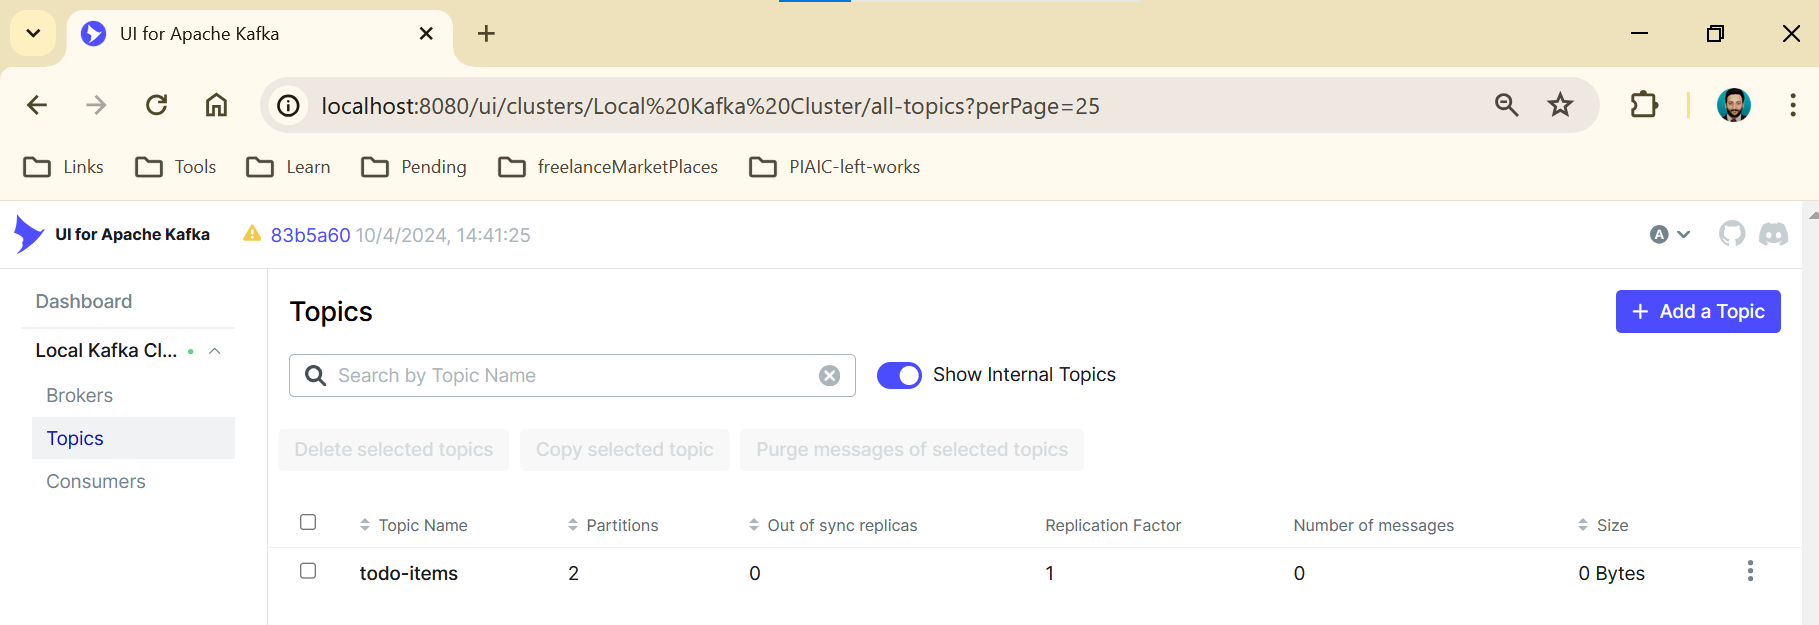 UI for Apache Kafka
localhost:8080/ui/clusters/Local%20Kafka%20Cluster/all-topics?perPage=25
Links Tools Learn Pending freelanceMarketPlaces PIAIC-left-works
UI for Apache Kafka 83b5a60 10/4/2024, 14:41:25 A
Dashboard
Local Kafka Cl...
Brokers
Topics
Consumers
Topics
+ Add a Topic
Search by Topic Name
Show Internal Topics
Delete selected topics Copy selected topic Purge messages of selected topics
Topic Name Partitions Out of sync replicas Replication Factor Number of messages Size
todo-items 2 0 1 0 0 Bytes